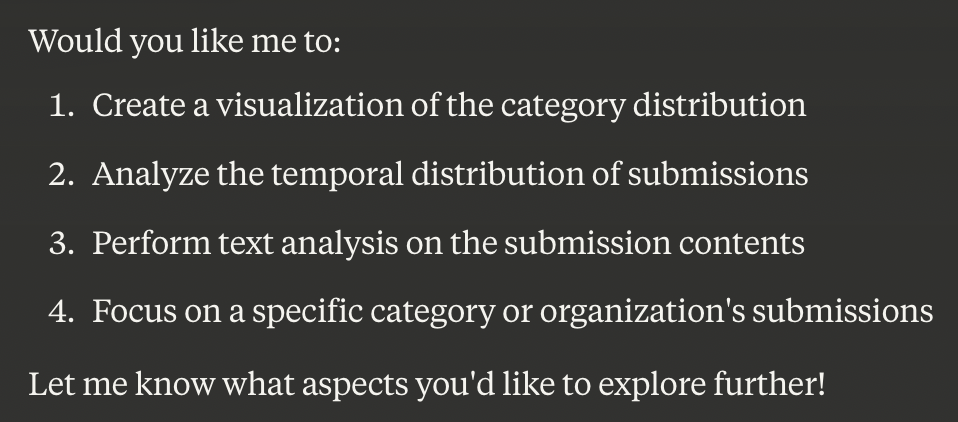 Would you like me to:
1. Create a visualization of the category distribution
2. Analyze the temporal distribution of submissions
3. Perform text analysis on the submission contents
4. Focus on a specific category or organization's submissions
Let me know what aspects you'd like to explore further!